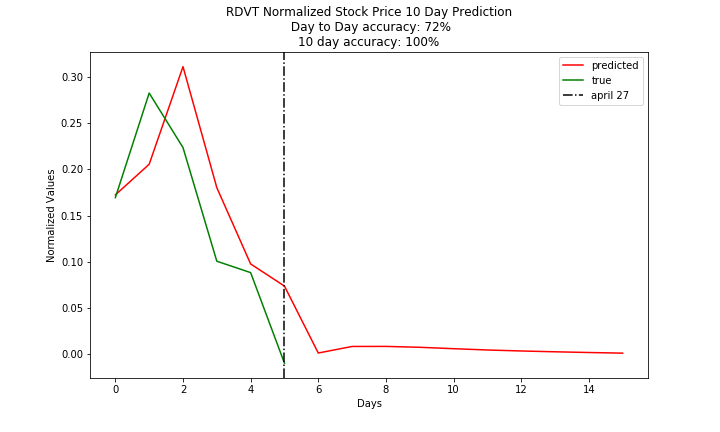 RDVT Normalized Stock Price 10 Day Prediction
Day to Day accuracy: 72%
10 day accuracy: 100%
predicted
true
april 27
0.30
0.25
0.20
0.15
0.10
0.05
0.00
Normalized Values
0 2 4 6 8 10 12 14
Days